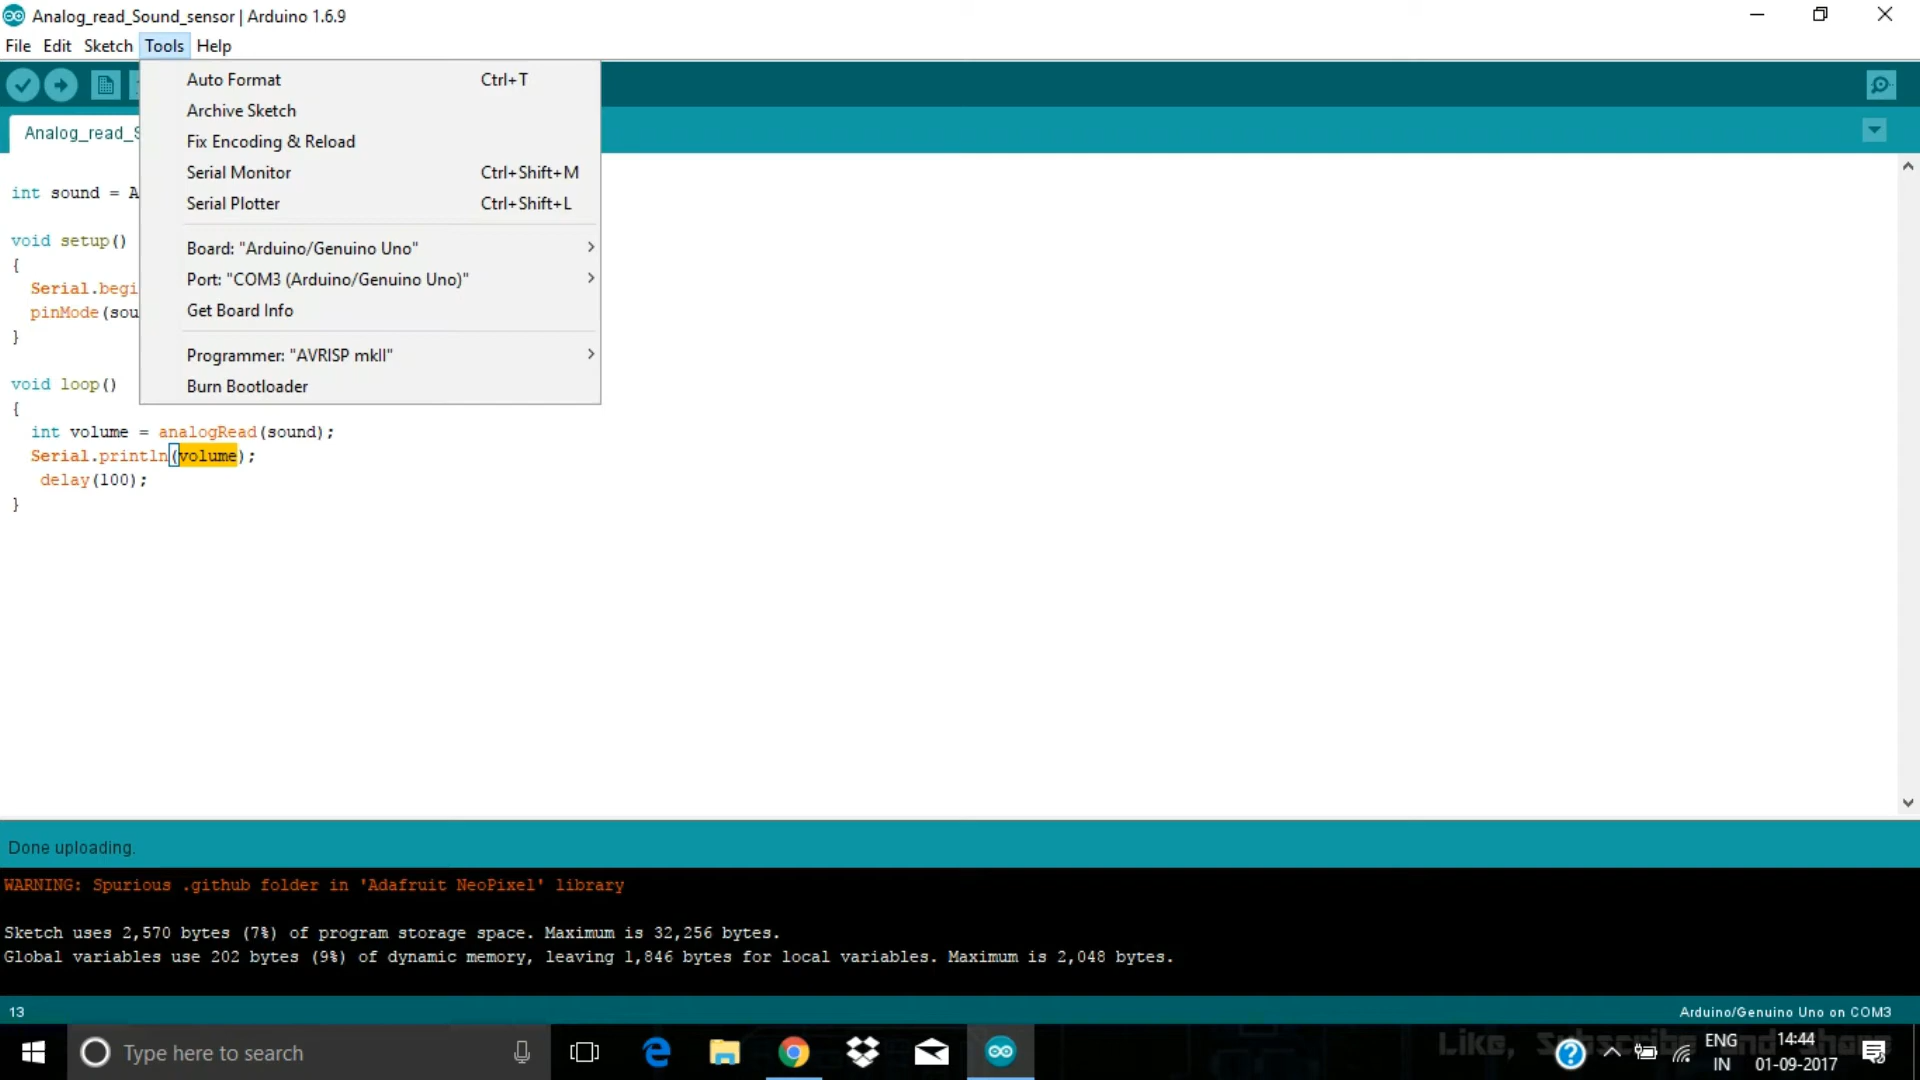 Analog_read_Sound_sensor | Arduino 1.6.9
File Edit Sketch Tools Help
Auto Format Ctrl+T
Archive Sketch
Fix Encoding & Reload
Serial Monitor Ctrl+Shift+M
Serial Plotter Ctrl+Shift+L
Board: "Arduino/Genuino Uno"
Port: "COM3 (Arduino/Genuino Uno)"
Get Board Info
Programmer: "AVRISP mkII"
Burn Bootloader
Analog_read_S
int sound = A
void setup()
{
Serial.begi
pinMode(sou
}
void loop()
{
int volume = analogRead(sound);
Serial.println(volume);
delay(100);
}
Done uploading.
WARNING: Spurious .github folder in 'Adafruit NeoPixel' library
Sketch uses 2,570 bytes (7%) of program storage space. Maximum is 32,256 bytes.
Global variables use 202 bytes (9%) of dynamic memory, leaving 1,846 bytes for local variables. Maximum is 2,048 bytes.
13 Arduino/Genuino Uno on COM3
Type here to search
Like, Subscribe and Share
ENG 14:44
IN 01-09-2017